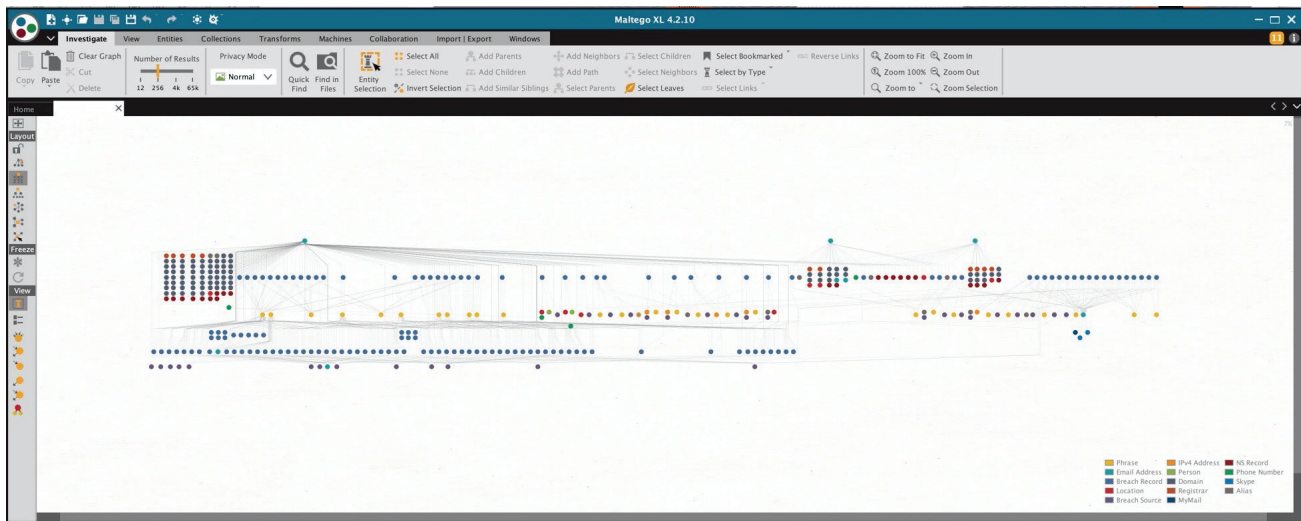 Maltego XL 4.2.10
Investigate View Entities Collections Transforms Machines Collaboration Import | Export Windows
11
Copy
Paste
Clear Graph
Cut
Delete
Number of Results
12 256 4k 65k
Privacy Mode
Normal
Quick Find
Find in Files
Entity Selection
Select All
Select None
Invert Selection
Add Parents
Add Children
Add Similar Siblings
Add Neighbors
Add Path
Select Parents
Select Children
Select Neighbors
Select Leaves
Select Bookmarked
Select by Type
Select Links
Reverse Links
Zoom to Fit
Zoom 100%
Zoom to
Zoom In
Zoom Out
Zoom Selection
Home
Layout
Freeze
View
Phrase
Email Address
Breach Record
Location
Breach Source
IPv4 Address
Person
Domain
Registrar
MyMail
NS Record
Phone Number
Skype
Alias